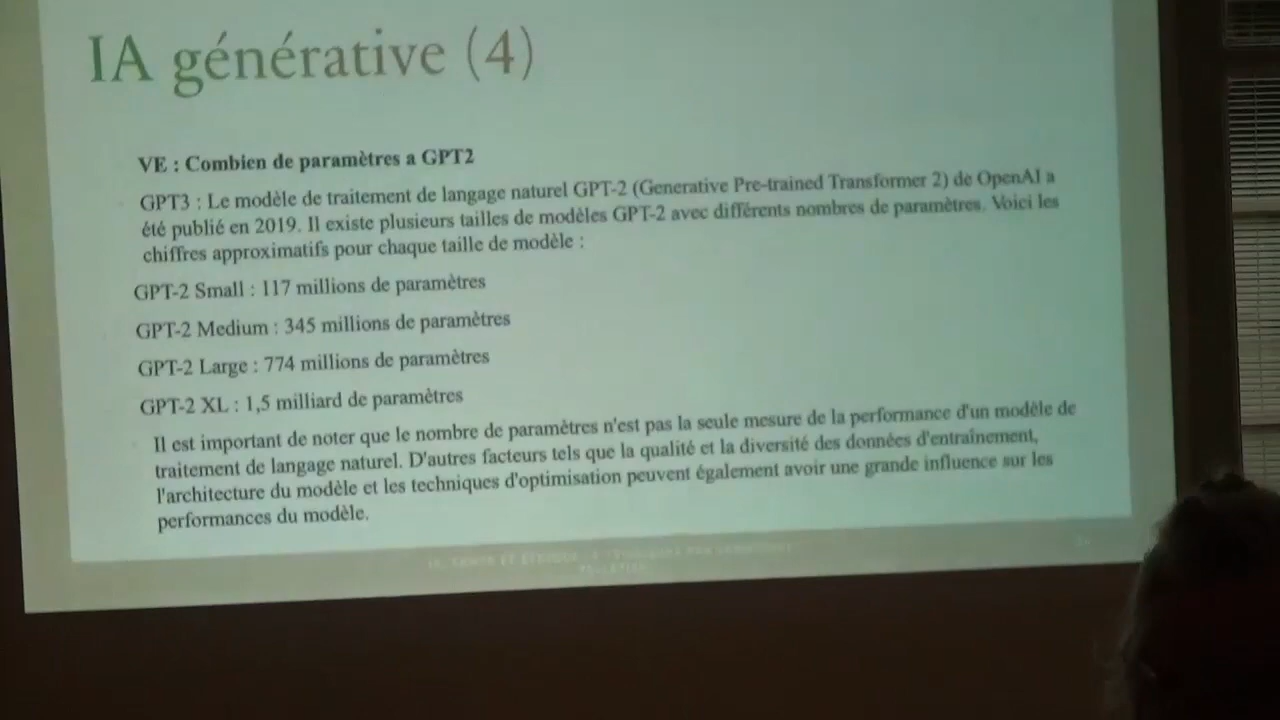 IA générative (4)
VE : Combien de paramètres a GPT2
GPT3 : Le modèle de traitement de langage naturel GPT-2 (Generative Pre-trained Transformer 2) de OpenAI a
été publié en 2019. Il existe plusieurs tailles de modèles GPT-2 avec différents nombres de paramètres. Voici les
chiffres approximatifs pour chaque taille de modèle :
GPT-2 Small : 117 millions de paramètres
GPT-2 Medium : 345 millions de paramètres
GPT-2 Large : 774 millions de paramètres
GPT-2 XL : 1,5 milliard de paramètres
Il est important de noter que le nombre de paramètres n'est pas la seule mesure de la performance d'un modèle de
traitement de langage naturel. D'autres facteurs tels que la qualité et la diversité des données d'entraînement,
l'architecture du modèle et les techniques d'optimisation peuvent également avoir une grande influence sur les
performances du modèle.